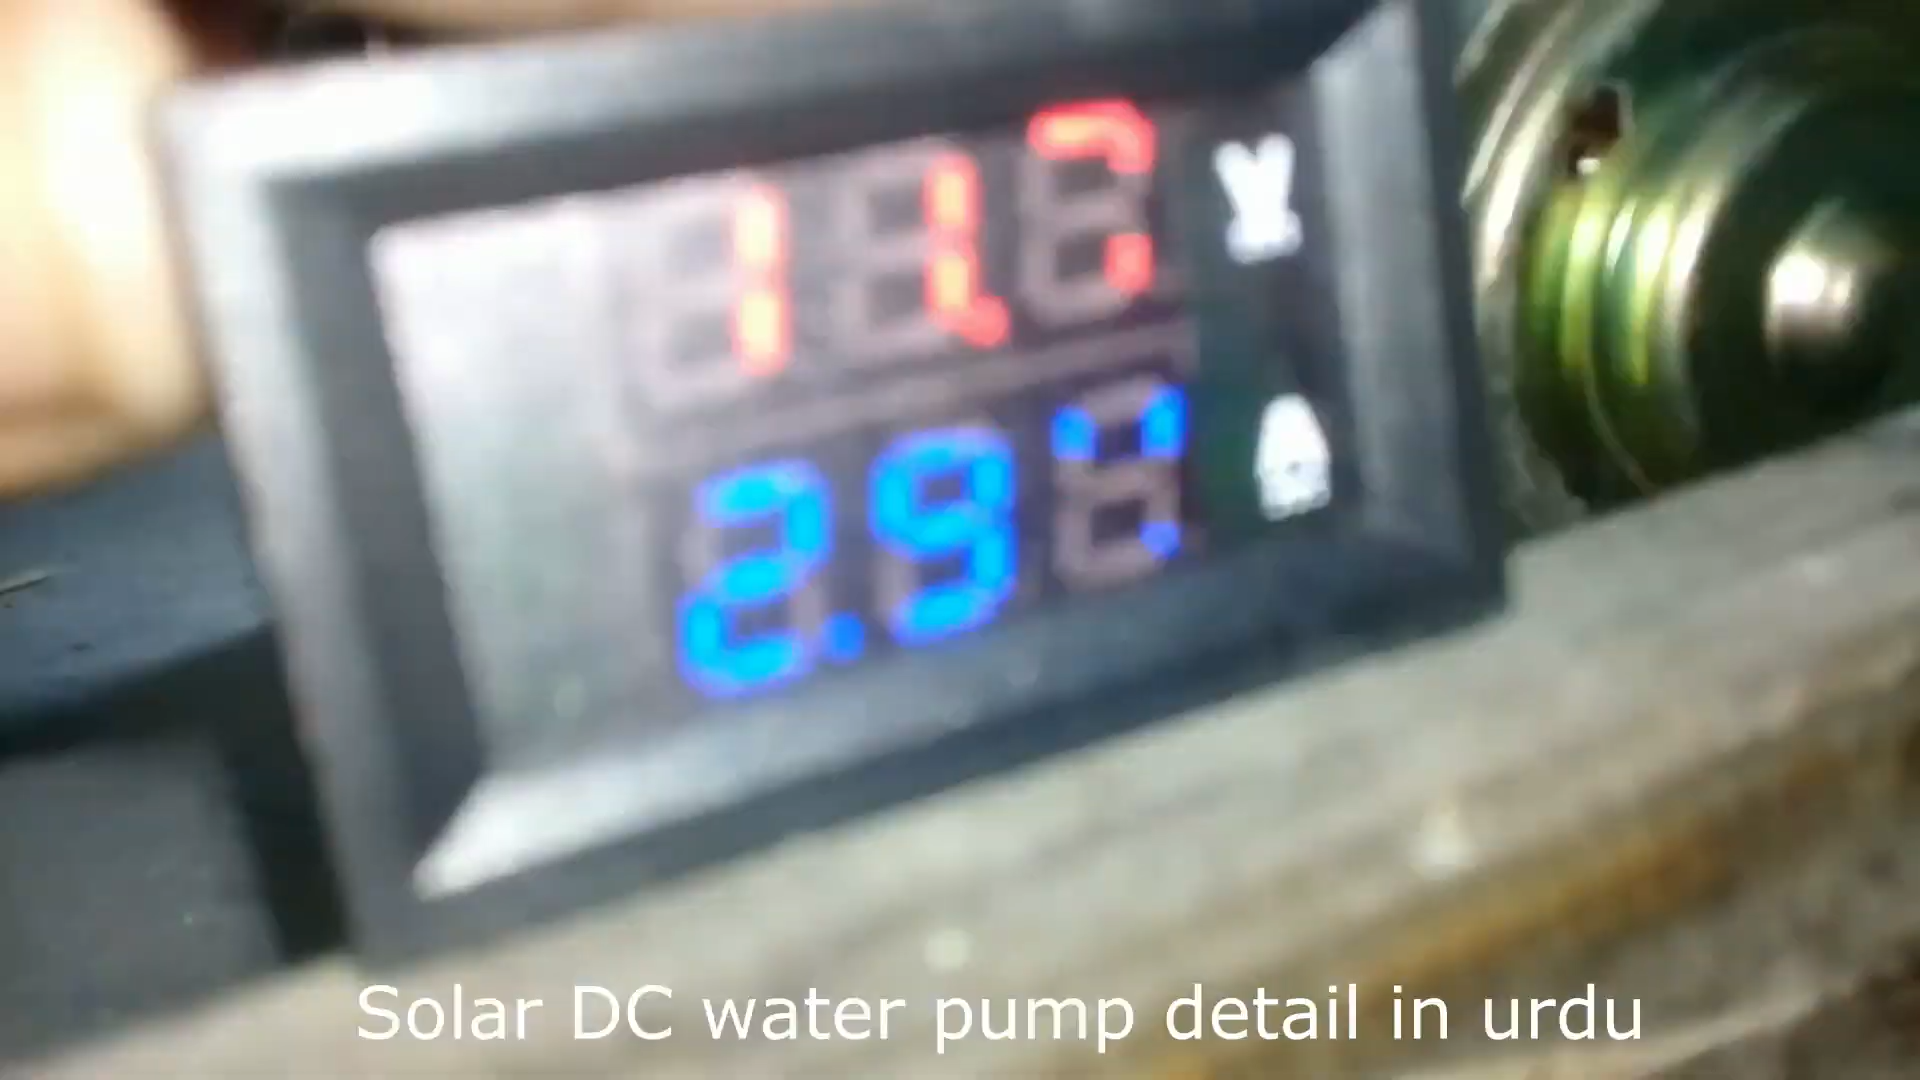 11.7 V
2.9 A
Solar DC water pump detail in urdu